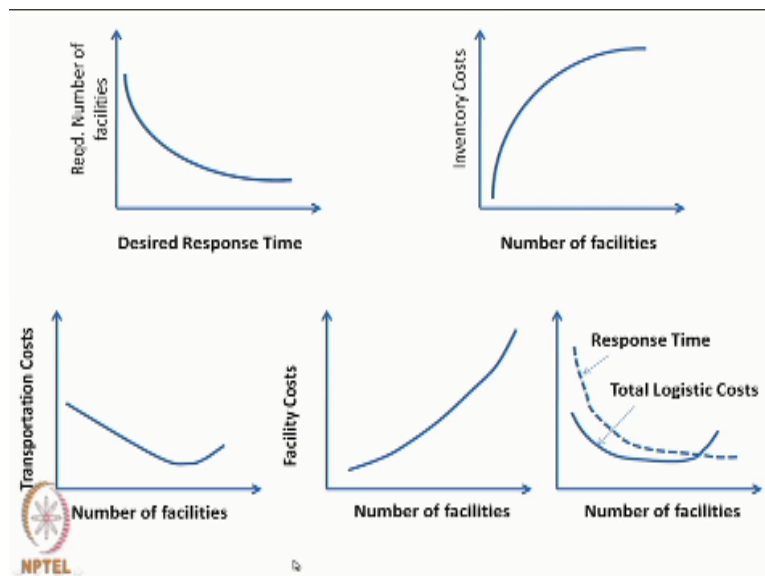 Reqd. Number of
facilities
Desired Response Time
Inventory Costs
Number of facilities
Transportation Costs
Number of facilities
Facility Costs
Number of facilities
Response Time
Total Logistic Costs
Number of facilities
NPTEL